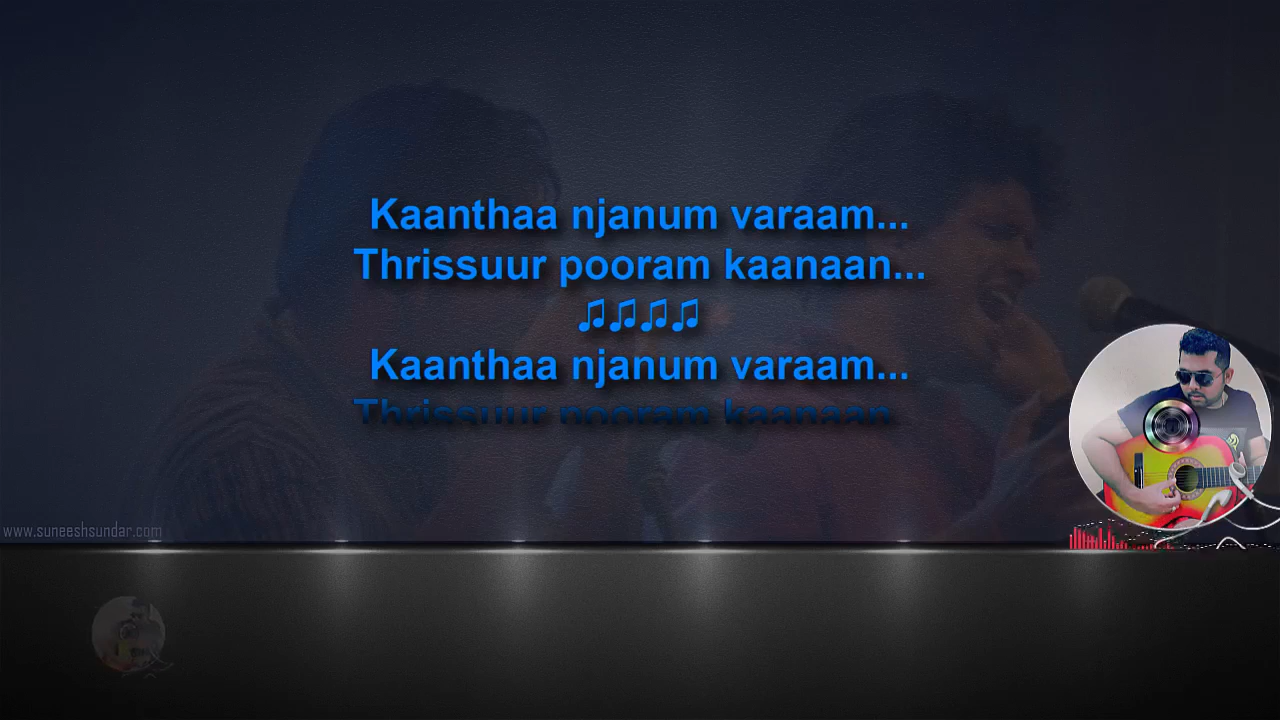 Kaanthaa njanum varaam...
Thrissuur pooram kaanaan...
♫♫♫♫
Kaanthaa njanum varaam...
Thrissuur pooram kaanaan
www.suneeshsundar.com